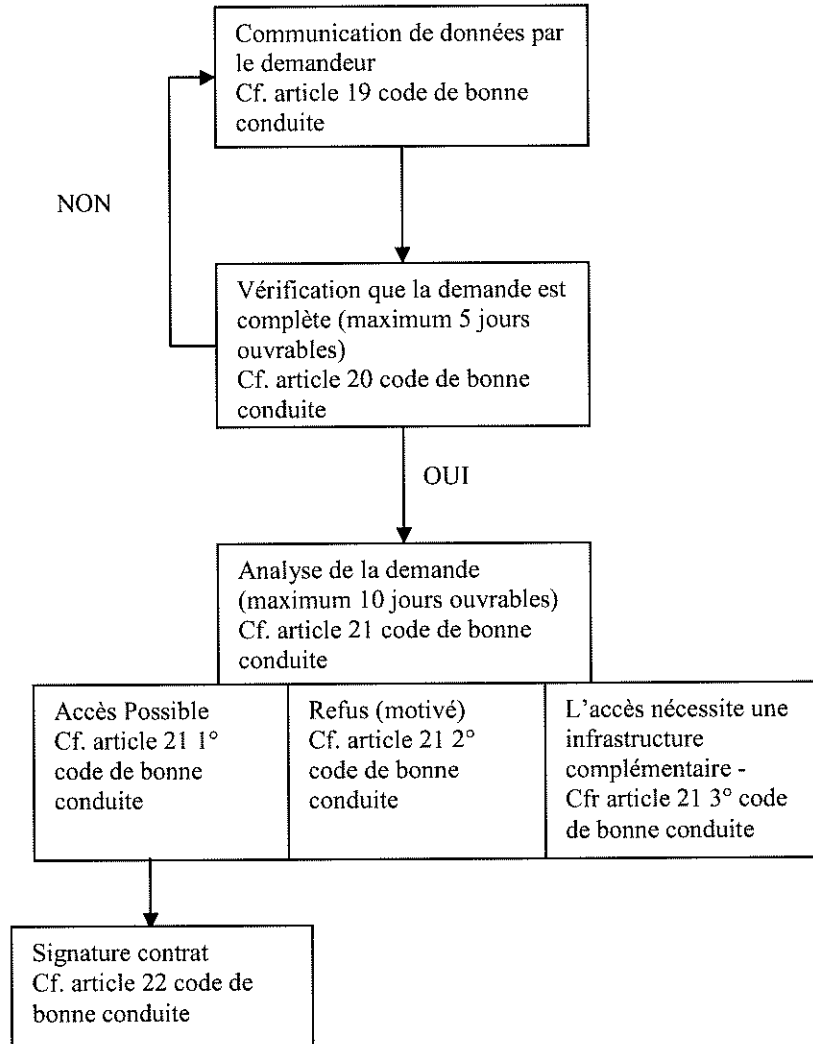 Communication de données par
le demandeur
Cf. article 19 code de bonne
conduite
NON
Vérification que la demande est
complète (maximum 5 jours
ouvrables)
Cf. article 20 code de bonne
conduite
OUI
Analyse de la demande
(maximum 10 jours ouvrables)
Cf. article 21 code de bonne
conduite
Accès Possible
Cf. article 21 1°
code de bonne
conduite
Refus (motivé)
Cf. article 21 2°
code de bonne
conduite
L'accès nécessite une
infrastructure
complémentaire -
Cfr article 21 3° code
de bonne conduite
Signature contrat
Cf. article 22 code de
bonne conduite